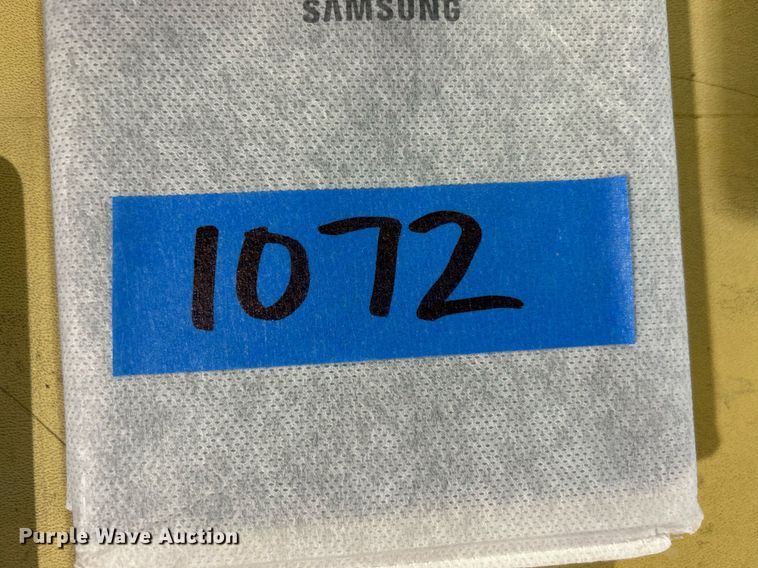 SAMSUNG
1072
Purple Wave Auction